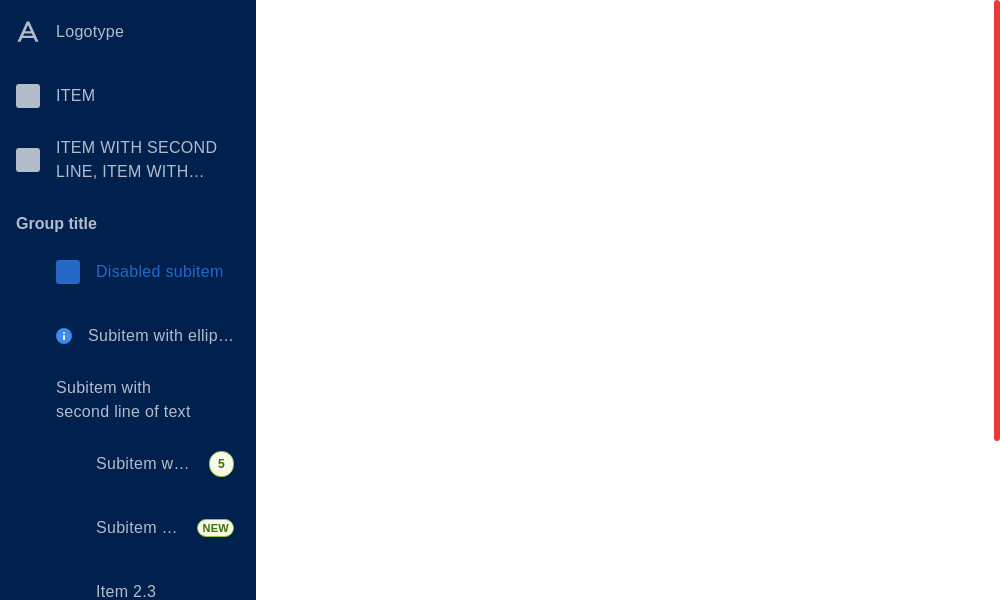 Logotype
ITEM
ITEM WITH SECOND
LINE, ITEM WITH…
Group title
Disabled subitem
Subitem with ellip…
Subitem with
second line of text
Subitem w…
5
Subitem …
NEW
Item 2.3